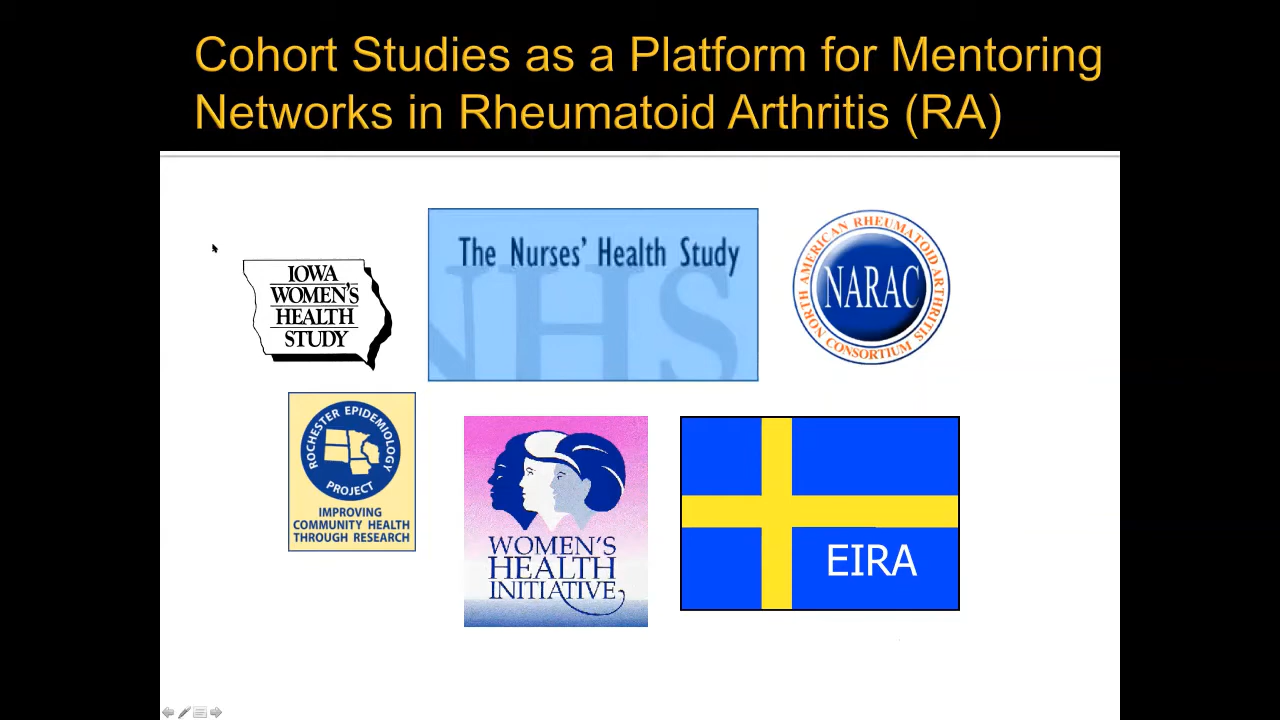 Cohort Studies as a Platform for Mentoring
Networks in Rheumatoid Arthritis (RA)
IOWA
WOMEN'S
HEALTH
STUDY
The Nurses' Health Study
NHS
NORTH AMERICAN RHEUMATOID ARTHRITIS CONSORTIUM
NARAC
ROCHESTER EPIDEMIOLOGY
PROJECT
IMPROVING
COMMUNITY HEALTH
THROUGH RESEARCH
WOMEN'S
HEALTH
INITIATIVE
EIRA